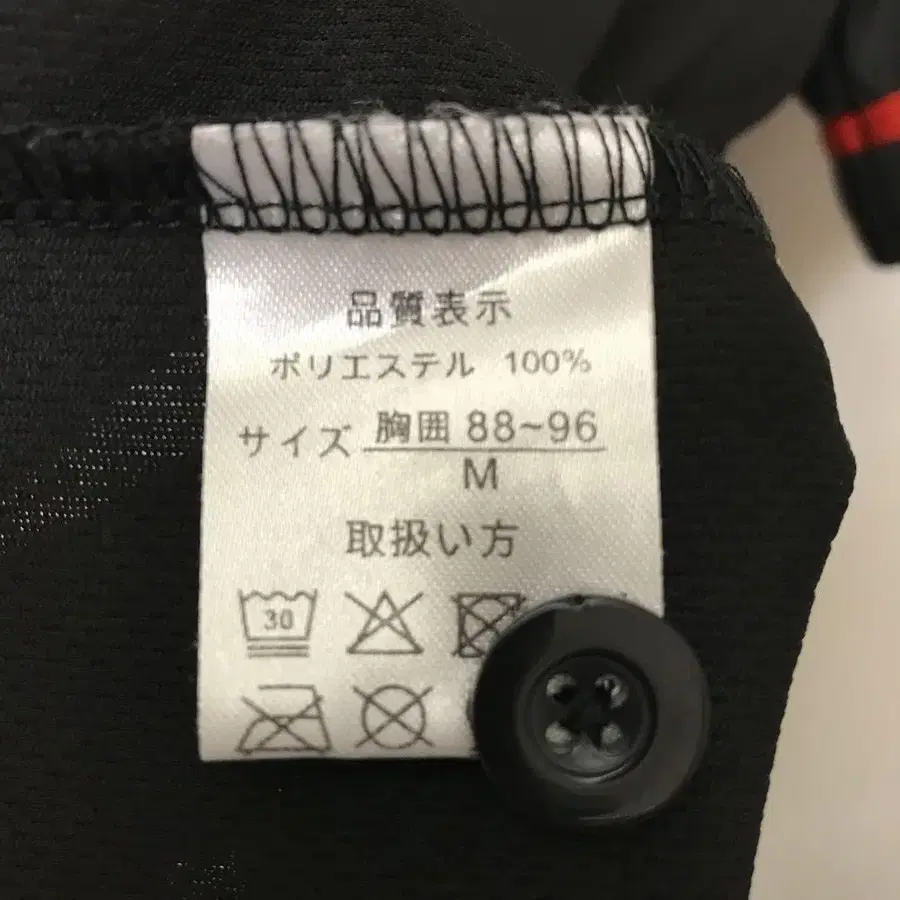 品質表示
ポリエステル 100%
サイズ 胸囲 88~96
M
取扱い方
30